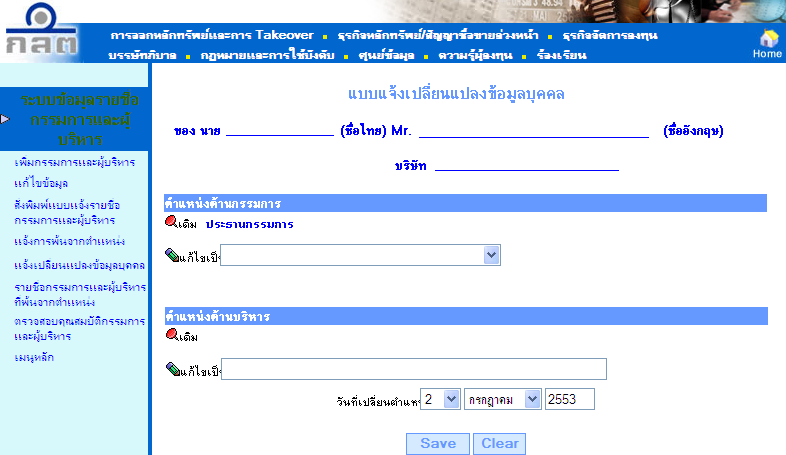 กลต
การออกหลักทรัพย์และการ Takeover ธุรกิจหลักทรัพย์/สัญญาซื้อขายล่วงหน้า ธุรกิจจัดการลงทุน
บรรษัทภิบาล กฎหมายและการใช้บังคับ ศูนย์ข้อมูล ความรู้ผู้ลงทุน ร้องเรียน
Home
ระบบข้อมูลรายชื่อ
กรรมการและผู้
บริหาร
เพิ่มกรรมการและผู้บริหาร
แก้ไขข้อมูล
สั่งพิมพ์แบบแจ้งรายชื่อ
กรรมการและผู้บริหาร
แจ้งการพ้นจากตำแหน่ง
แจ้งเปลี่ยนแปลงข้อมูลบุคคล
รายชื่อกรรมการและผู้บริหาร
ที่พ้นจากตำแหน่ง
ตรวจสอบคุณสมบัติกรรมการ
และผู้บริหาร
เมนูหลัก
แบบแจ้งเปลี่ยนแปลงข้อมูลบุคคล
ของ นาย (ชื่อไทย) Mr. (ชื่ออังกฤษ)
บริษัท
ตำแหน่งด้านกรรมการ
เดิม ประธานกรรมการ
แก้ไขเป็
ตำแหน่งด้านบริหาร
เดิม
แก้ไขเป็
วันที่เปลี่ยนตำแห 2 กรกฎาคม 2553
Save Clear